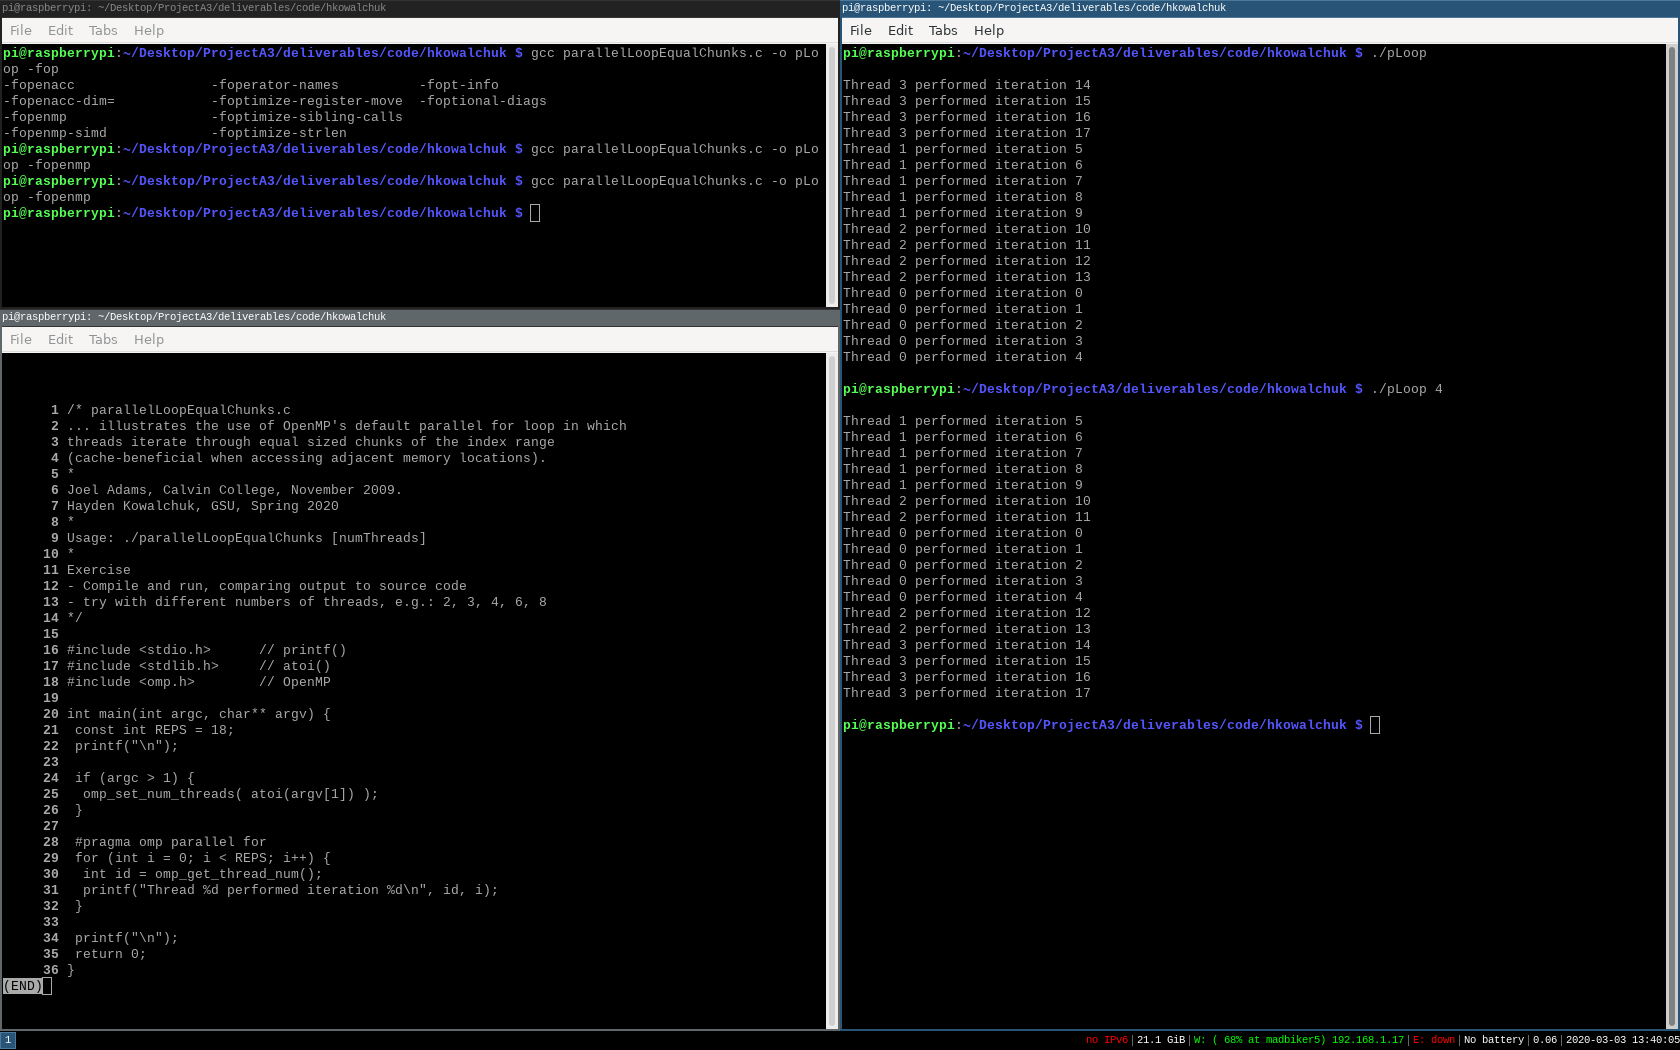 pi@raspberrypi: ~/Desktop/ProjectA3/deliverables/code/hkowalchuk
File Edit Tabs Help
pi@raspberrypi:~/Desktop/ProjectA3/deliverables/code/hkowalchuk $ gcc parallelLoopEqualChunks.c -o pLo
op -fop
-fopenacc -foperator-names -fopt-info
-fopenacc-dim= -foptimize-register-move -foptional-diags
-fopenmp -foptimize-sibling-calls
-fopenmp-simd -foptimize-strlen
pi@raspberrypi:~/Desktop/ProjectA3/deliverables/code/hkowalchuk $ gcc parallelLoopEqualChunks.c -o pLo
op -fopenmp
pi@raspberrypi:~/Desktop/ProjectA3/deliverables/code/hkowalchuk $ gcc parallelLoopEqualChunks.c -o pLo
op -fopenmp
pi@raspberrypi:~/Desktop/ProjectA3/deliverables/code/hkowalchuk $
pi@raspberrypi: ~/Desktop/ProjectA3/deliverables/code/hkowalchuk
File Edit Tabs Help
1 /* parallelLoopEqualChunks.c
2 ... illustrates the use of OpenMP's default parallel for loop in which
3 threads iterate through equal sized chunks of the index range
4 (cache-beneficial when accessing adjacent memory locations).
5 *
6 Joel Adams, Calvin College, November 2009.
7 Hayden Kowalchuk, GSU, Spring 2020
8 *
9 Usage: ./parallelLoopEqualChunks [numThreads]
10 *
11 Exercise
12 - Compile and run, comparing output to source code
13 - try with different numbers of threads, e.g.: 2, 3, 4, 6, 8
14 */
15
16 #include <stdio.h> // printf()
17 #include <stdlib.h> // atoi()
18 #include <omp.h> // OpenMP
19
20 int main(int argc, char** argv) {
21 const int REPS = 18;
22 printf("\n");
23
24 if (argc > 1) {
25 omp_set_num_threads( atoi(argv[1]) );
26 }
27
28 #pragma omp parallel for
29 for (int i = 0; i < REPS; i++) {
30 int id = omp_get_thread_num();
31 printf("Thread %d performed iteration %d\n", id, i);
32 }
33
34 printf("\n");
35 return 0;
36 }
(END)
pi@raspberrypi: ~/Desktop/ProjectA3/deliverables/code/hkowalchuk
File Edit Tabs Help
pi@raspberrypi:~/Desktop/ProjectA3/deliverables/code/hkowalchuk $ ./pLoop
Thread 3 performed iteration 14
Thread 3 performed iteration 15
Thread 3 performed iteration 16
Thread 3 performed iteration 17
Thread 1 performed iteration 5
Thread 1 performed iteration 6
Thread 1 performed iteration 7
Thread 1 performed iteration 8
Thread 1 performed iteration 9
Thread 2 performed iteration 10
Thread 2 performed iteration 11
Thread 2 performed iteration 12
Thread 2 performed iteration 13
Thread 0 performed iteration 0
Thread 0 performed iteration 1
Thread 0 performed iteration 2
Thread 0 performed iteration 3
Thread 0 performed iteration 4
pi@raspberrypi:~/Desktop/ProjectA3/deliverables/code/hkowalchuk $ ./pLoop 4
Thread 1 performed iteration 5
Thread 1 performed iteration 6
Thread 1 performed iteration 7
Thread 1 performed iteration 8
Thread 1 performed iteration 9
Thread 2 performed iteration 10
Thread 2 performed iteration 11
Thread 0 performed iteration 0
Thread 0 performed iteration 1
Thread 0 performed iteration 2
Thread 0 performed iteration 3
Thread 0 performed iteration 4
Thread 2 performed iteration 12
Thread 2 performed iteration 13
Thread 3 performed iteration 14
Thread 3 performed iteration 15
Thread 3 performed iteration 16
Thread 3 performed iteration 17
pi@raspberrypi:~/Desktop/ProjectA3/deliverables/code/hkowalchuk $
1 no IPv6|21.1 GiB|W: ( 68% at madbiker5) 192.168.1.17|E: down|No battery|0.06|2020-03-03 13:40:05